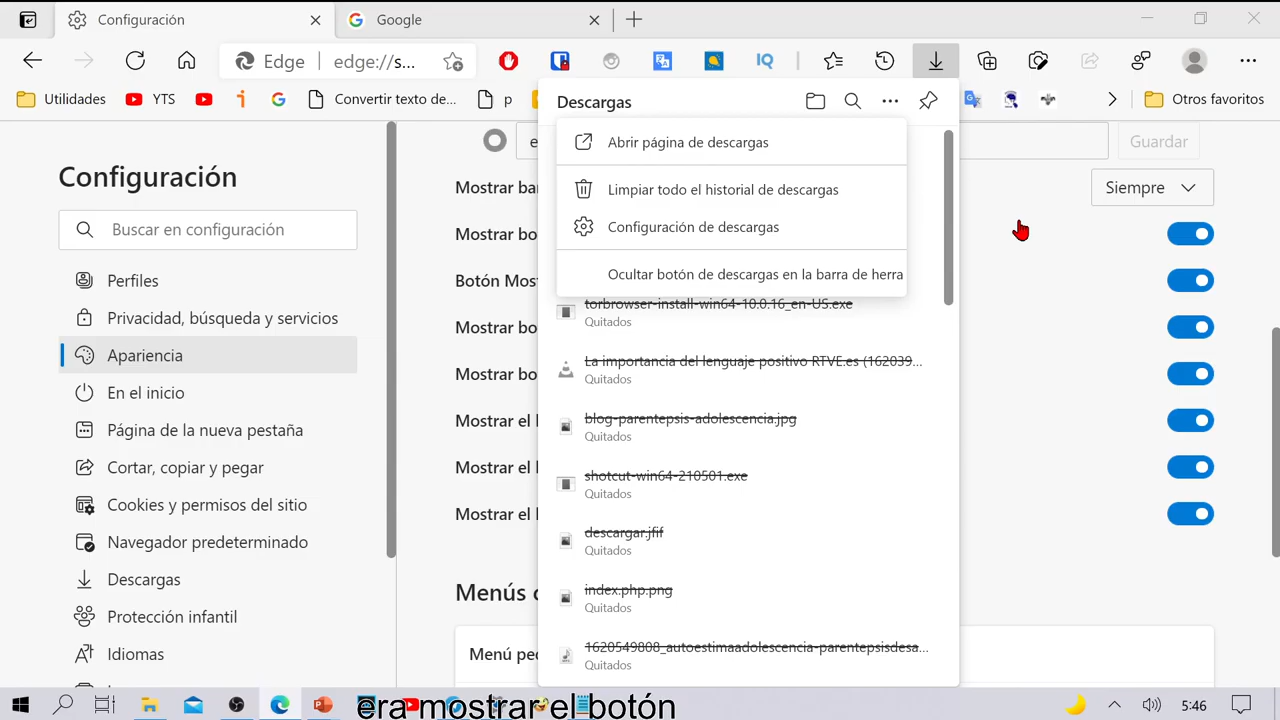 Configuración
Google
Edge
edge://s...
Utilidades
YTS
Convertir texto de...
p
Otros favoritos
Descargas
Abrir página de descargas
Limpiar todo el historial de descargas
Configuración de descargas
Ocultar botón de descargas en la barra de herra
torbrowser-install-win64-10.0.16_en-US.exe
Quitados
La importancia del lenguaje positivo RTVE.es (162039...
Quitados
blog-parentepsis-adolescencia.jpg
Quitados
shotcut-win64-210501.exe
Quitados
descargar.jfif
Quitados
index.php.png
Quitados
1620549808_autoestimaadolescencia-parentepsisdesa...
Quitados
Configuración
Buscar en configuración
Perfiles
Privacidad, búsqueda y servicios
Apariencia
En el inicio
Página de la nueva pestaña
Cortar, copiar y pegar
Cookies y permisos del sitio
Navegador predeterminado
Descargas
Protección infantil
Idiomas
e
Guardar
Mostrar ba
Siempre
Mostrar bo
Botón Most
Mostrar bo
Mostrar bo
Mostrar el l
Mostrar el l
Mostrar el l
Menús c
Menú pec
era mostrar el botón
5:46